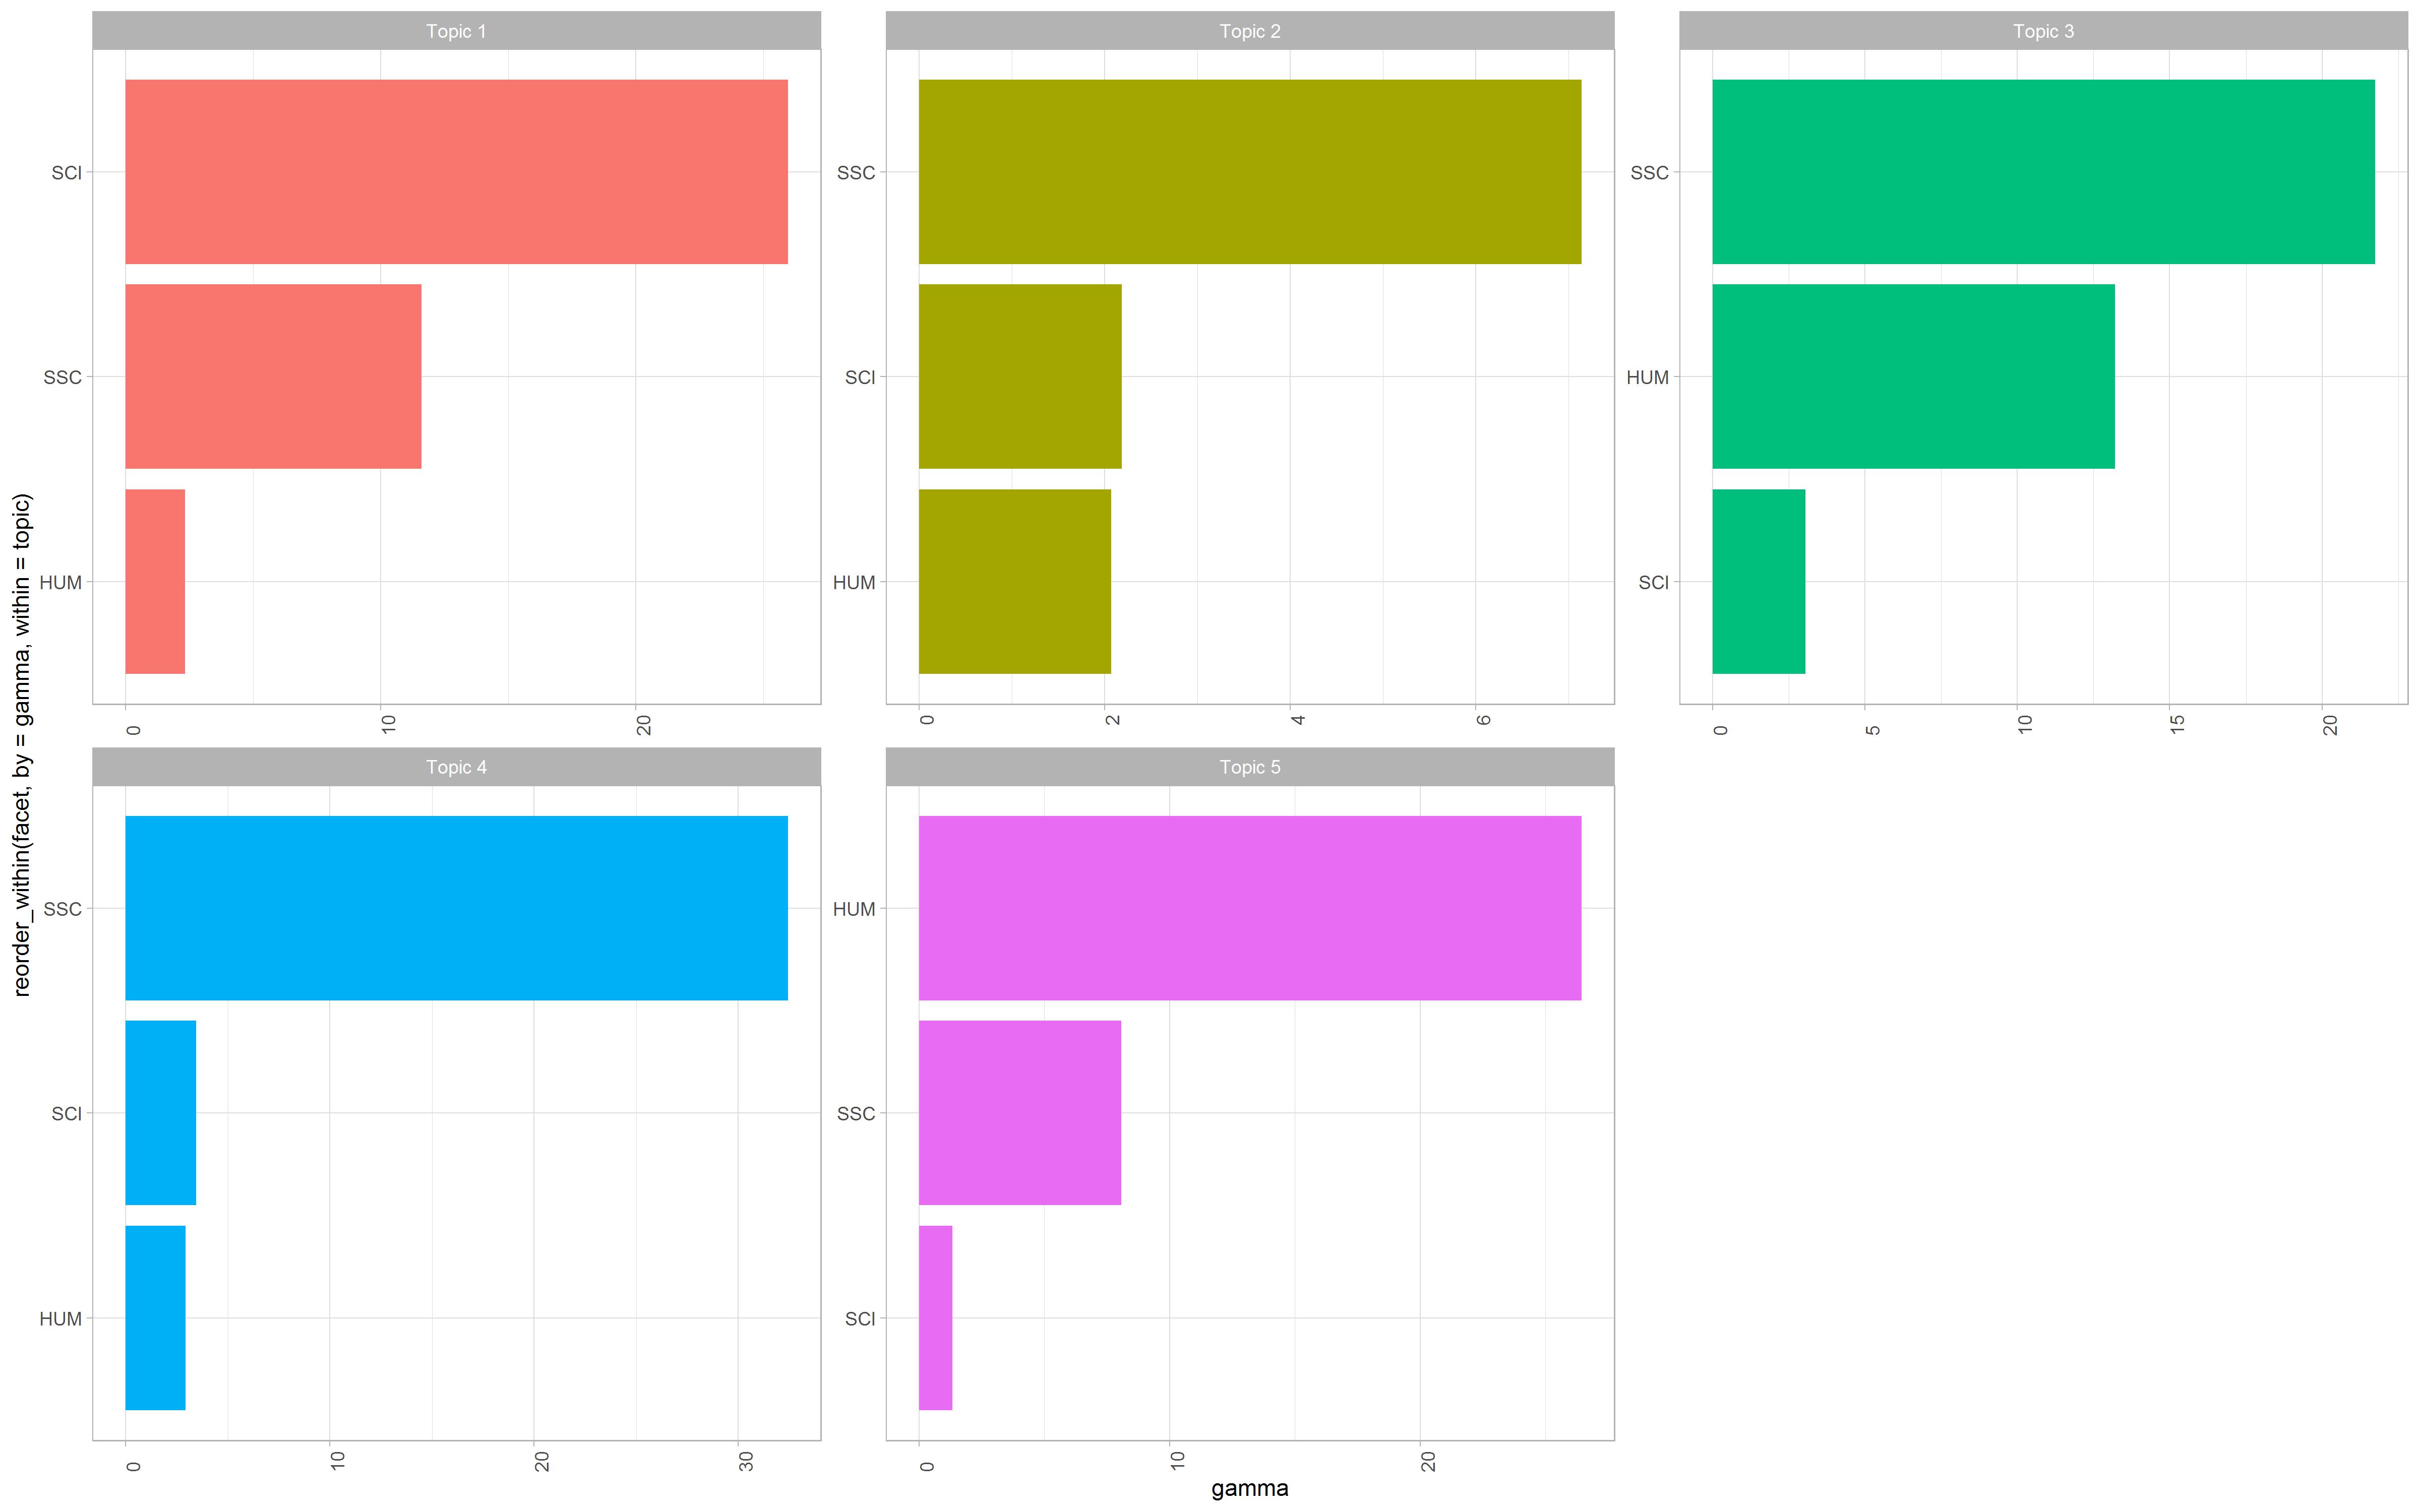 Topic 1
SCI
SSC
HUM
0 10 20
Topic 2
SSC
SCI
HUM
0 2 4 6
Topic 3
SSC
HUM
SCI
0 5 10 15 20
Topic 4
SSC
SCI
HUM
0 10 20 30
Topic 5
HUM
SSC
SCI
0 10 20
reorder_within(facet, by = gamma, within = topic)
gamma